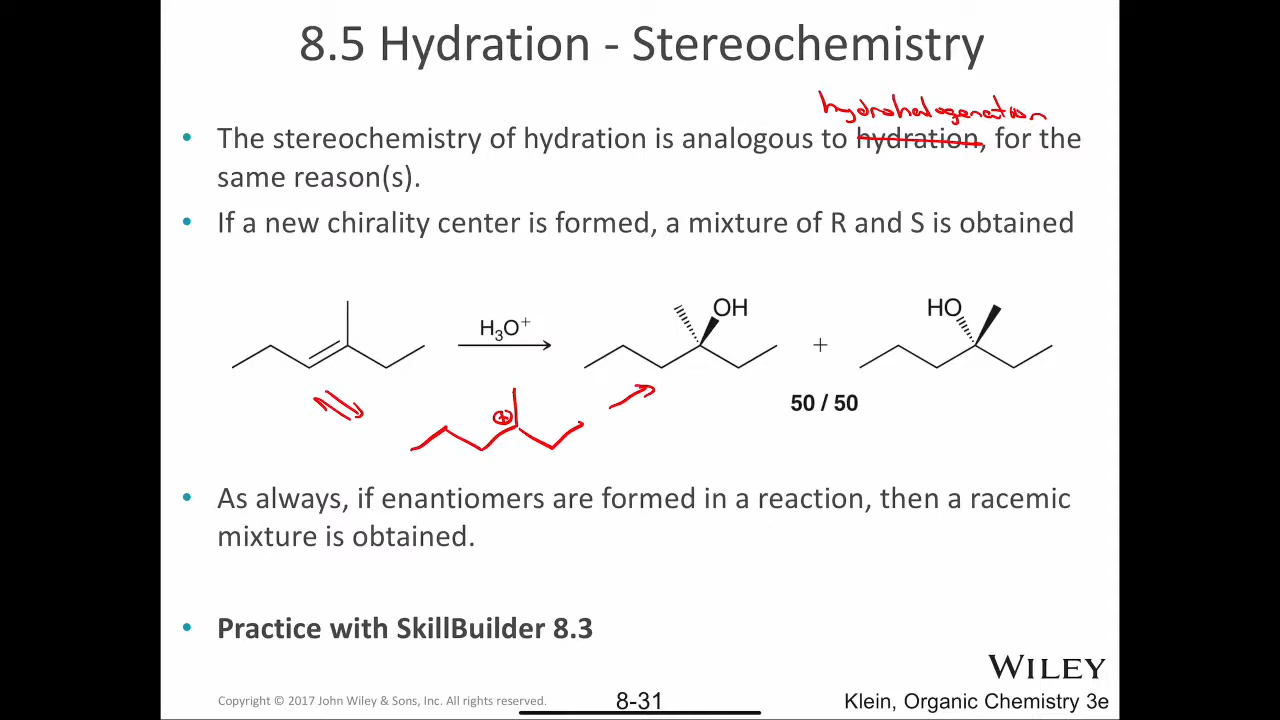 8.5 Hydration - Stereochemistry
hydrohalogenation
• The stereochemistry of hydration is analogous to hydration, for the
same reason(s).
• If a new chirality center is formed, a mixture of R and S is obtained
H₃O⁺
OH
+
HO
50 / 50
+
• As always, if enantiomers are formed in a reaction, then a racemic
mixture is obtained.
• Practice with SkillBuilder 8.3
WILEY
Copyright © 2017 John Wiley & Sons, Inc. All rights reserved.
8-31
Klein, Organic Chemistry 3e